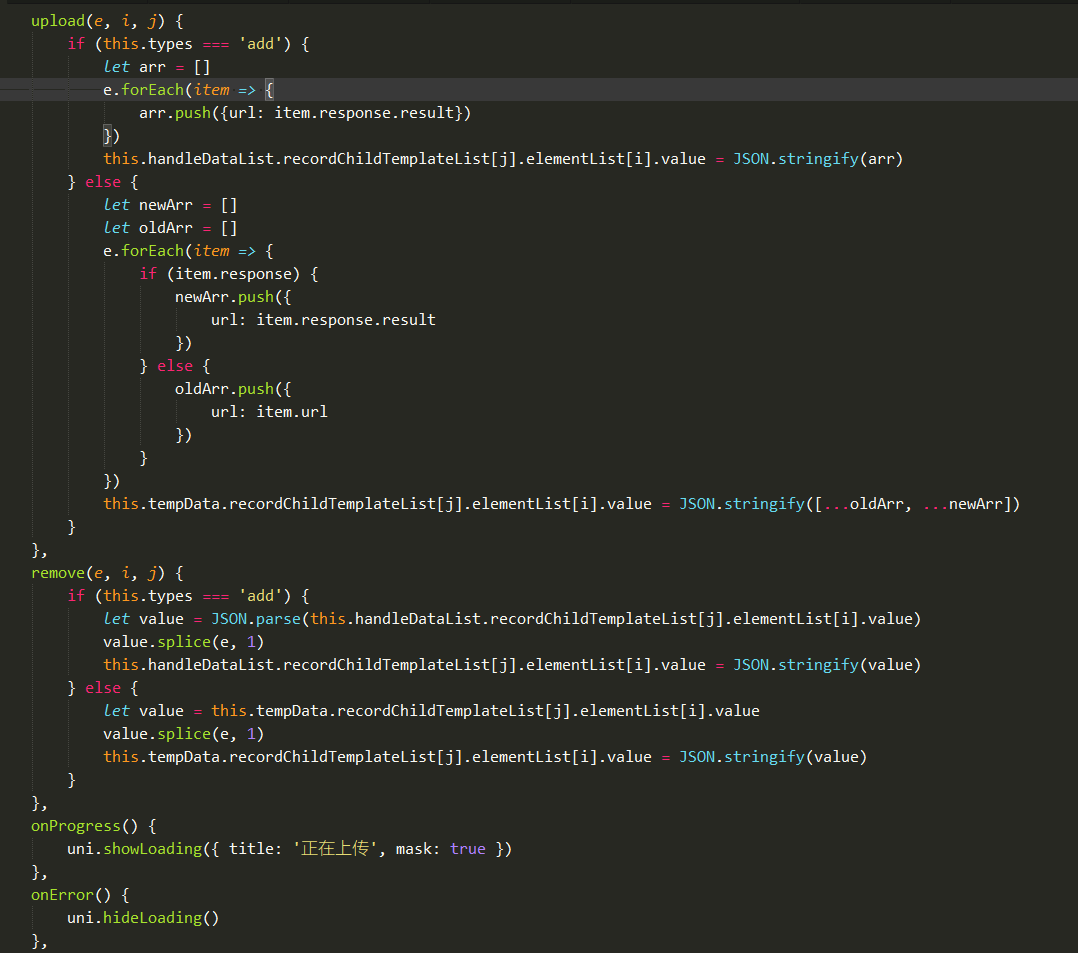 upload(e, i, j) {
if (this.types === 'add') {
let arr = []
e.forEach(item => {
arr.push({url: item.response.result})
})
this.handleDataList.recordChildTemplateList[j].elementList[i].value = JSON.stringify(arr)
} else {
let newArr = []
let oldArr = []
e.forEach(item => {
if (item.response) {
newArr.push({
url: item.response.result
})
} else {
oldArr.push({
url: item.url
})
}
})
this.tempData.recordChildTemplateList[j].elementList[i].value = JSON.stringify([...oldArr, ...newArr])
}
},
remove(e, i, j) {
if (this.types === 'add') {
let value = JSON.parse(this.handleDataList.recordChildTemplateList[j].elementList[i].value)
value.splice(e, 1)
this.handleDataList.recordChildTemplateList[j].elementList[i].value = JSON.stringify(value)
} else {
let value = this.tempData.recordChildTemplateList[j].elementList[i].value
value.splice(e, 1)
this.tempData.recordChildTemplateList[j].elementList[i].value = JSON.stringify(value)
}
},
onProgress() {
uni.showLoading({ title: '正在上传', mask: true })
},
onError() {
uni.hideLoading()
},